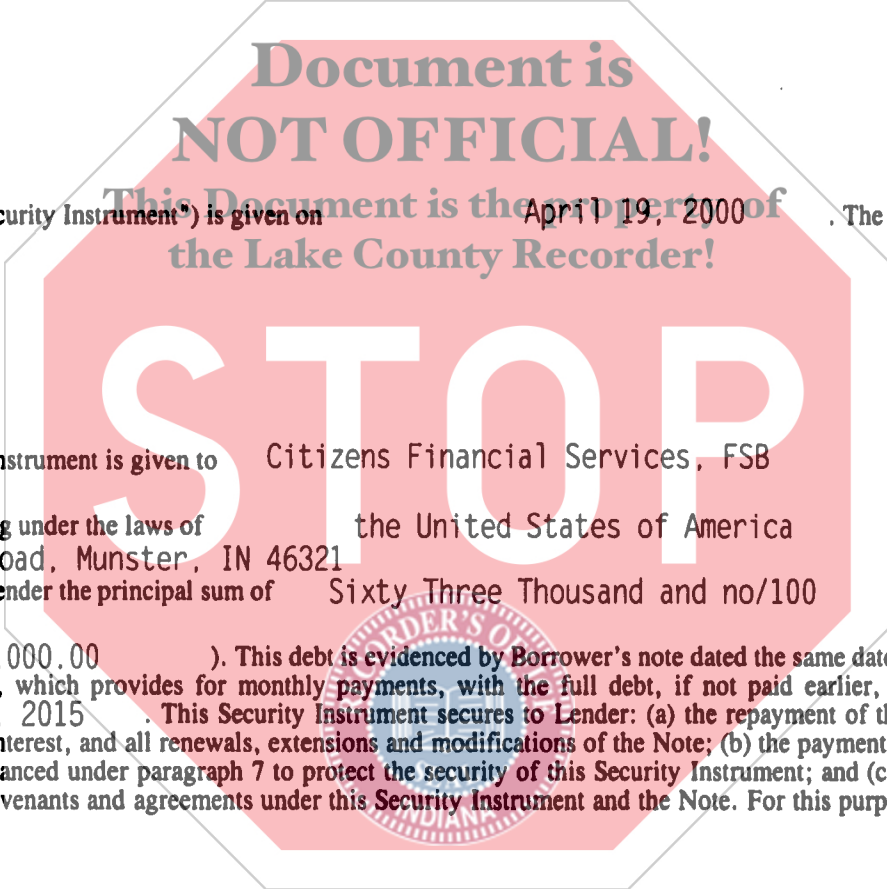 Document is
NOT OFFICIAL!
This Document is the property of
the Lake County Recorder!
curity Instrument") is given on April 19, 2000 . The
STOP
nstrument is given to Citizens Financial Services, FSB
g under the laws of the United States of America
oad, Munster, IN 46321
ender the principal sum of Sixty Three Thousand and no/100
000.00 ). This debt is evidenced by Borrower's note dated the same date
, which provides for monthly payments, with the full debt, if not paid earlier,
2015 . This Security Instrument secures to Lender: (a) the repayment of th
nterest, and all renewals, extensions and modifications of the Note; (b) the payment
anced under paragraph 7 to protect the security of this Security Instrument; and (c
venants and agreements under this Security Instrument and the Note. For this purp
RECORDER'S OF
INDIANA